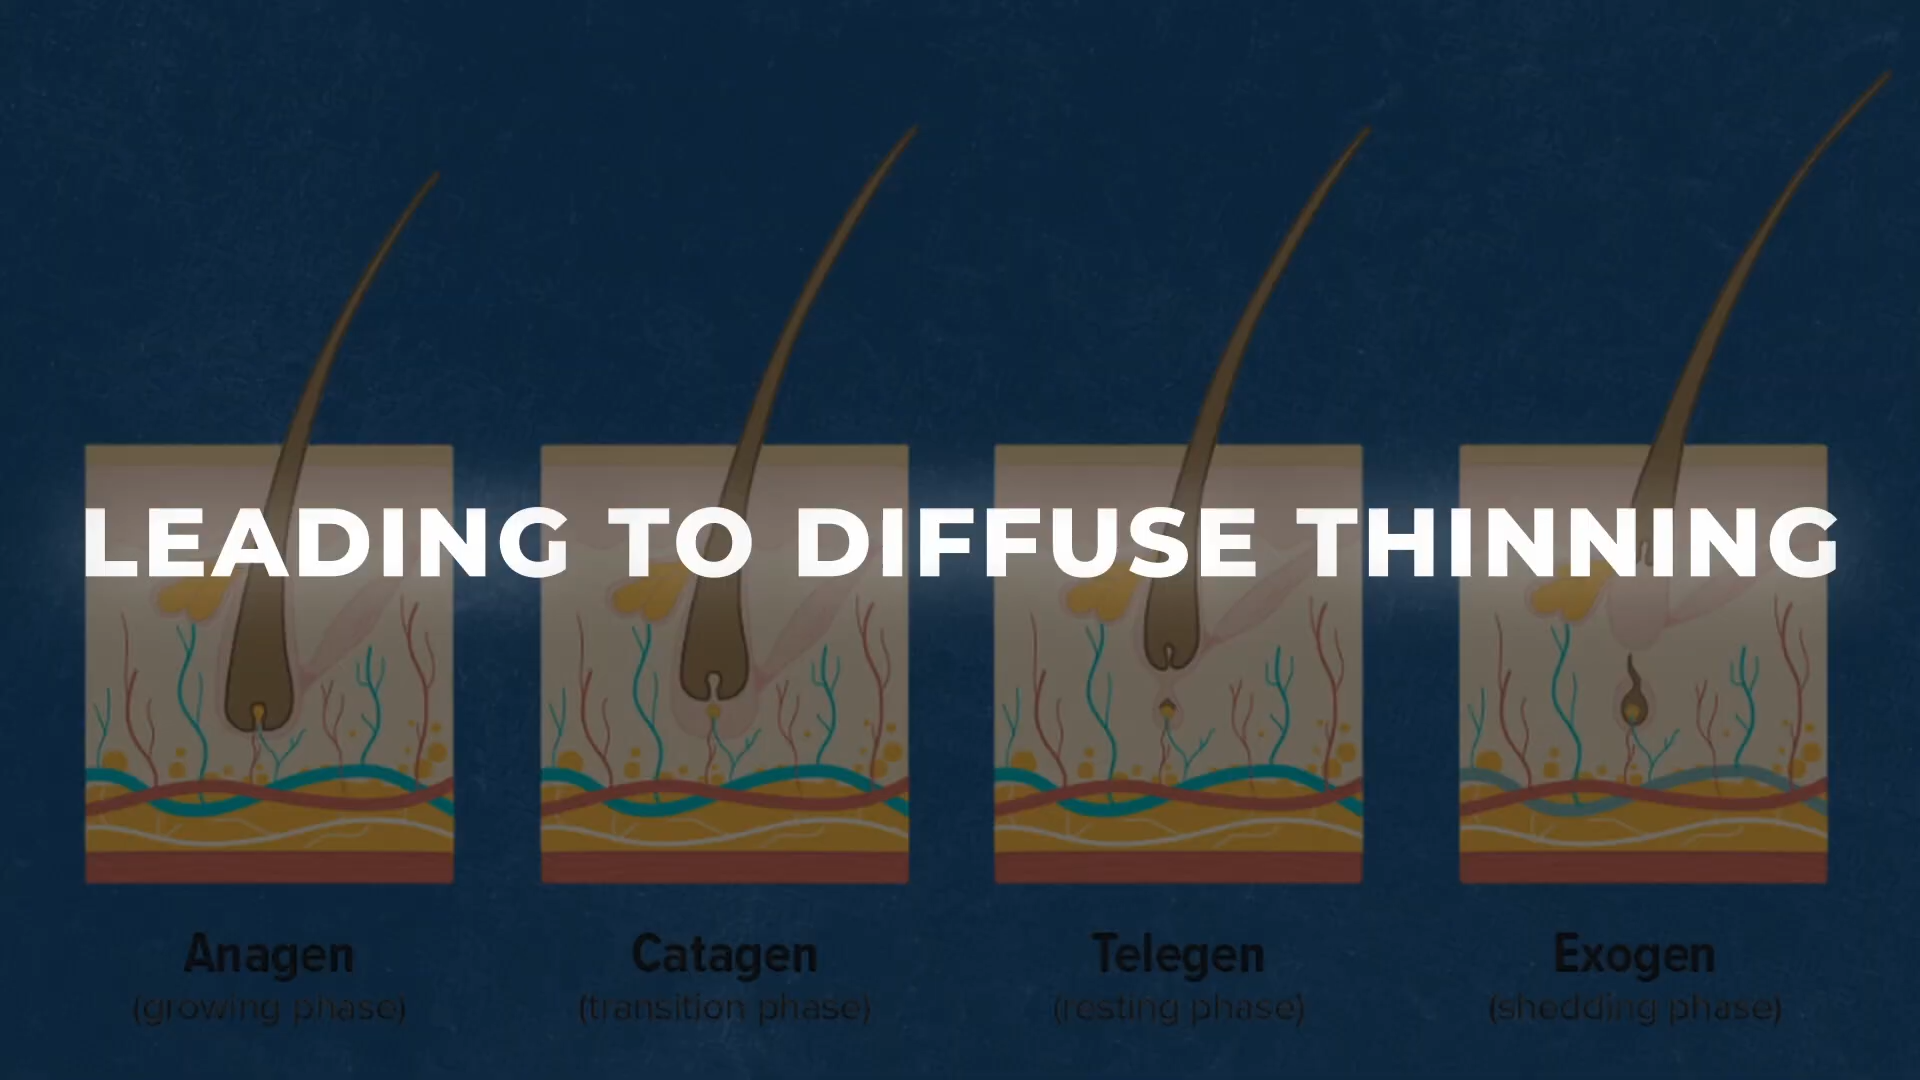 LEADING TO DIFFUSE THINNING
Anagen
(growing phase)
Catagen
(transition phase)
Telegen
(resting phase)
Exogen
(shedding phase)